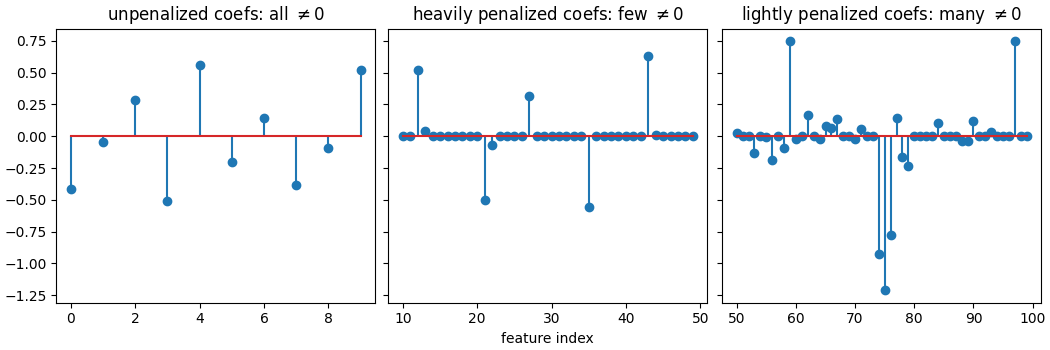 unpenalized coefs: all ≠0
heavily penalized coefs: few ≠0
lightly penalized coefs: many ≠0
0.75
0.50
0.25
0.00
−0.25
−0.50
−0.75
−1.00
−1.25
0 2 4 6 8
10 20 30 40 50
50 60 70 80 90 100
feature index